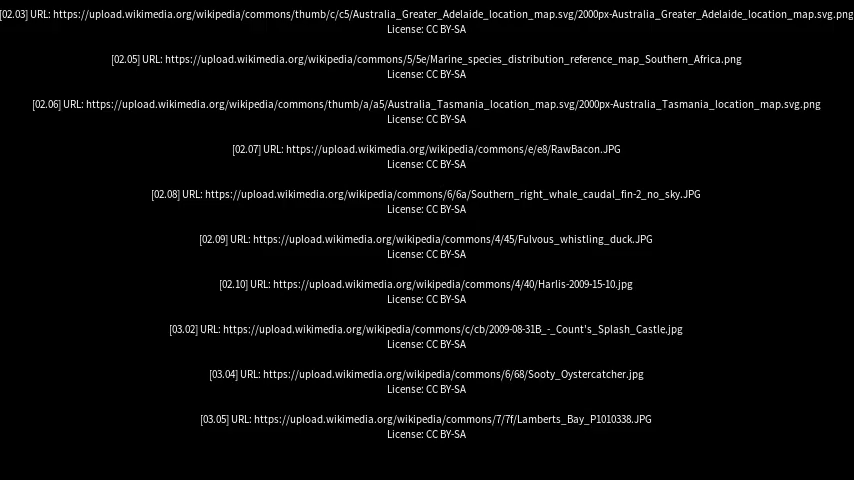 [02.03] URL: https://upload.wikimedia.org/wikipedia/commons/thumb/c/c5/Australia_Greater_Adelaide_location_map.svg/2000px-Australia_Greater_Adelaide_location_map.svg.png
License: CC BY-SA
[02.05] URL: https://upload.wikimedia.org/wikipedia/commons/5/5e/Marine_species_distribution_reference_map_Southern_Africa.png
License: CC BY-SA
[02.06] URL: https://upload.wikimedia.org/wikipedia/commons/thumb/a/a5/Australia_Tasmania_location_map.svg/2000px-Australia_Tasmania_location_map.svg.png
License: CC BY-SA
[02.07] URL: https://upload.wikimedia.org/wikipedia/commons/e/e8/RawBacon.JPG
License: CC BY-SA
[02.08] URL: https://upload.wikimedia.org/wikipedia/commons/6/6a/Southern_right_whale_caudal_fin-2_no_sky.JPG
License: CC BY-SA
[02.09] URL: https://upload.wikimedia.org/wikipedia/commons/4/45/Fulvous_whistling_duck.JPG
License: CC BY-SA
[02.10] URL: https://upload.wikimedia.org/wikipedia/commons/4/40/Harlis-2009-15-10.jpg
License: CC BY-SA
[03.02] URL: https://upload.wikimedia.org/wikipedia/commons/c/cb/2009-08-31B_-_Count's_Splash_Castle.jpg
License: CC BY-SA
[03.04] URL: https://upload.wikimedia.org/wikipedia/commons/6/68/Sooty_Oystercatcher.jpg
License: CC BY-SA
[03.05] URL: https://upload.wikimedia.org/wikipedia/commons/7/7f/Lamberts_Bay_P1010338.JPG
License: CC BY-SA